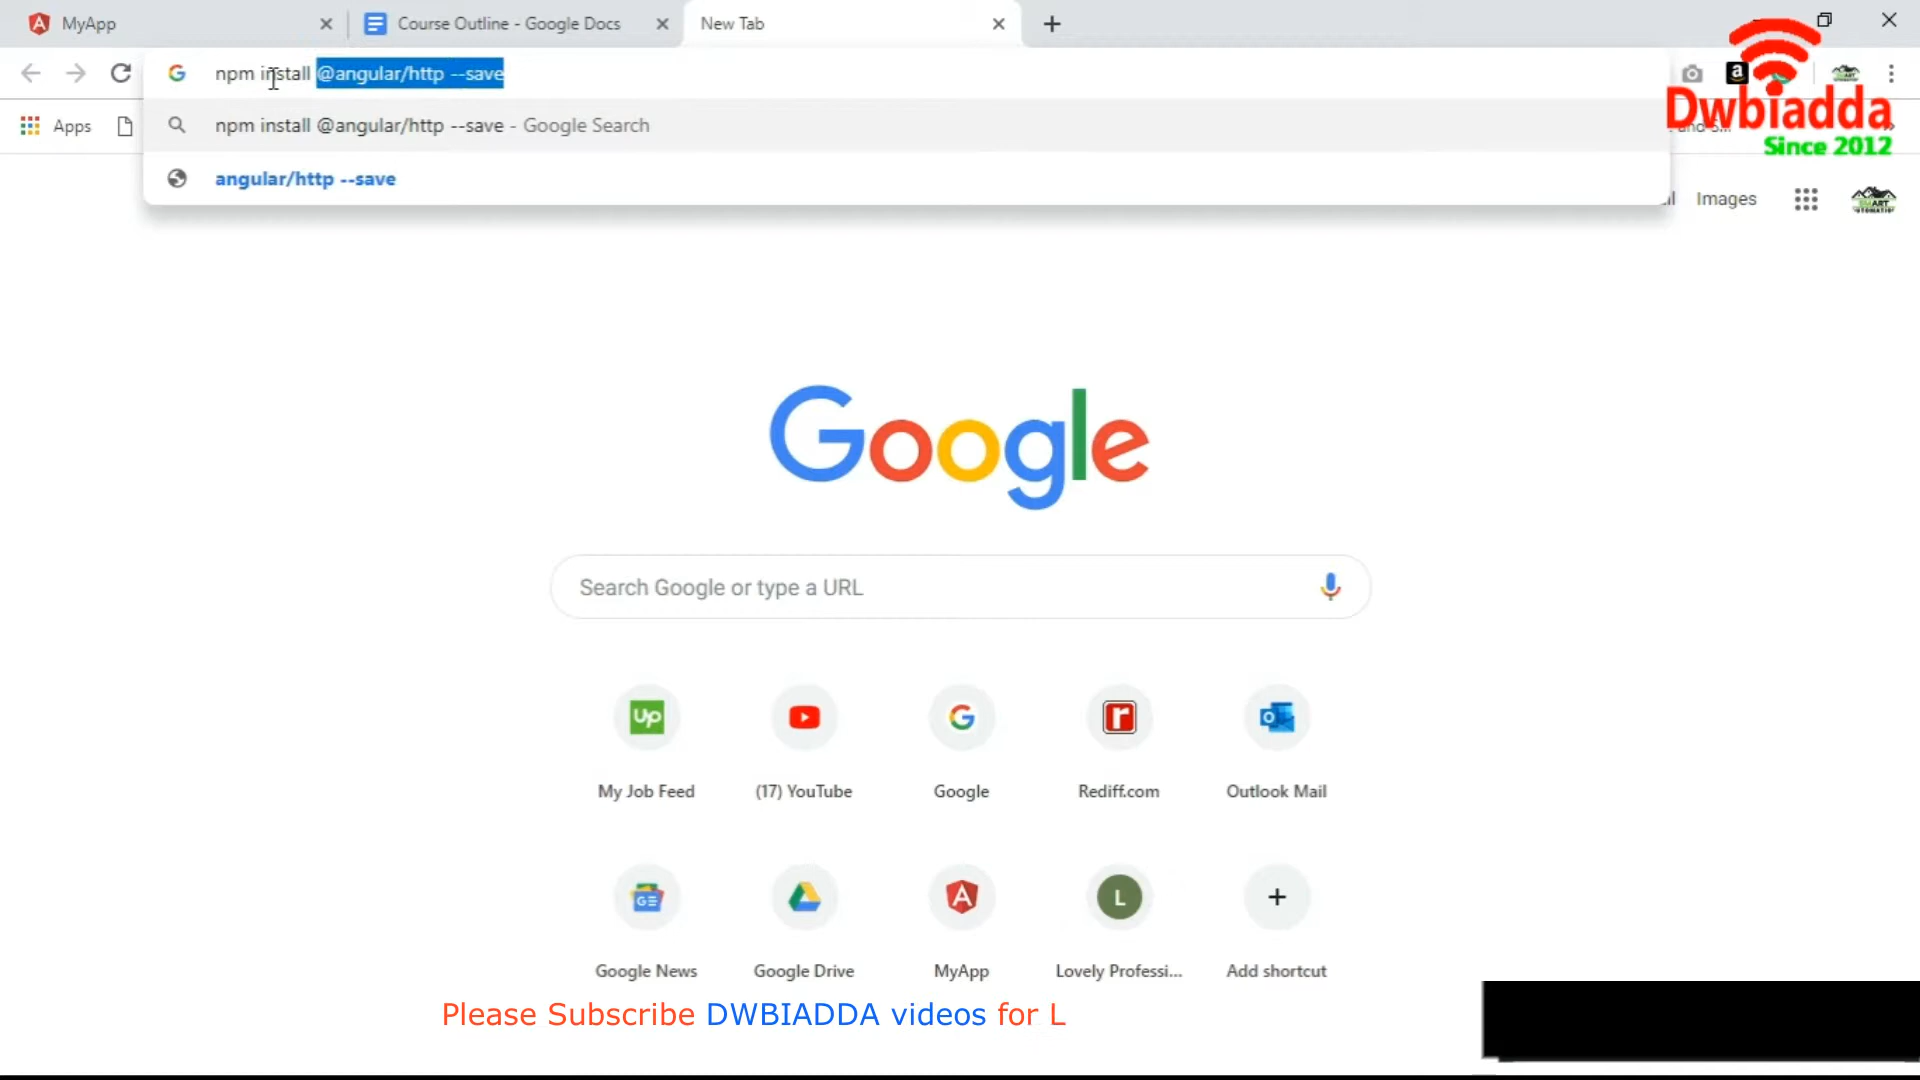 MyApp
Course Outline - Google Docs
New Tab
npm install @angular/http --save
Apps
npm install @angular/http --save - Google Search
angular/http --save
Dwbiadda
Since 2012
Images
Google
Search Google or type a URL
My Job Feed
(17) YouTube
Google
Rediff.com
Outlook Mail
Google News
Google Drive
MyApp
L
Lovely Professi...
Add shortcut
Please Subscribe DWBIADDA videos for L